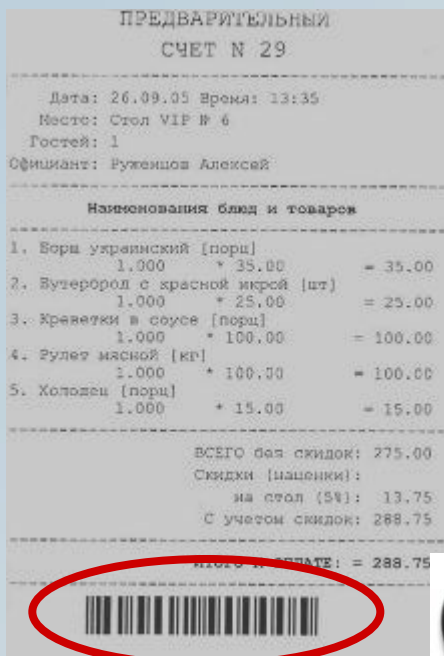 ПРЕДВАРИТЕЛЬНЫЙ
СЧЕТ N 29
Дата: 26.09.05 Время: 13:35
Место: Стол VIP № 6
Гостей: 1
Официант: Руженцов Алексей
Наименования блюд и товаров
1. Борщ украинский [порц]
1.000 * 35.00 = 35.00
2. Бутерброд с красной икрой [шт]
1.000 * 25.00 = 25.00
3. Креветки в соусе [порц]
1.000 * 100.00 = 100.00
4. Рулет мясной [кг]
1.000 * 100.00 = 100.00
5. Холодец [порц]
1.000 * 15.00 = 15.00
ВСЕГО без скидок: 275.00
Скидки [наценки]:
на стол (5%): 13.75
С учетом скидок: 288.75
ИТОГО К ОПЛАТЕ: = 288.75